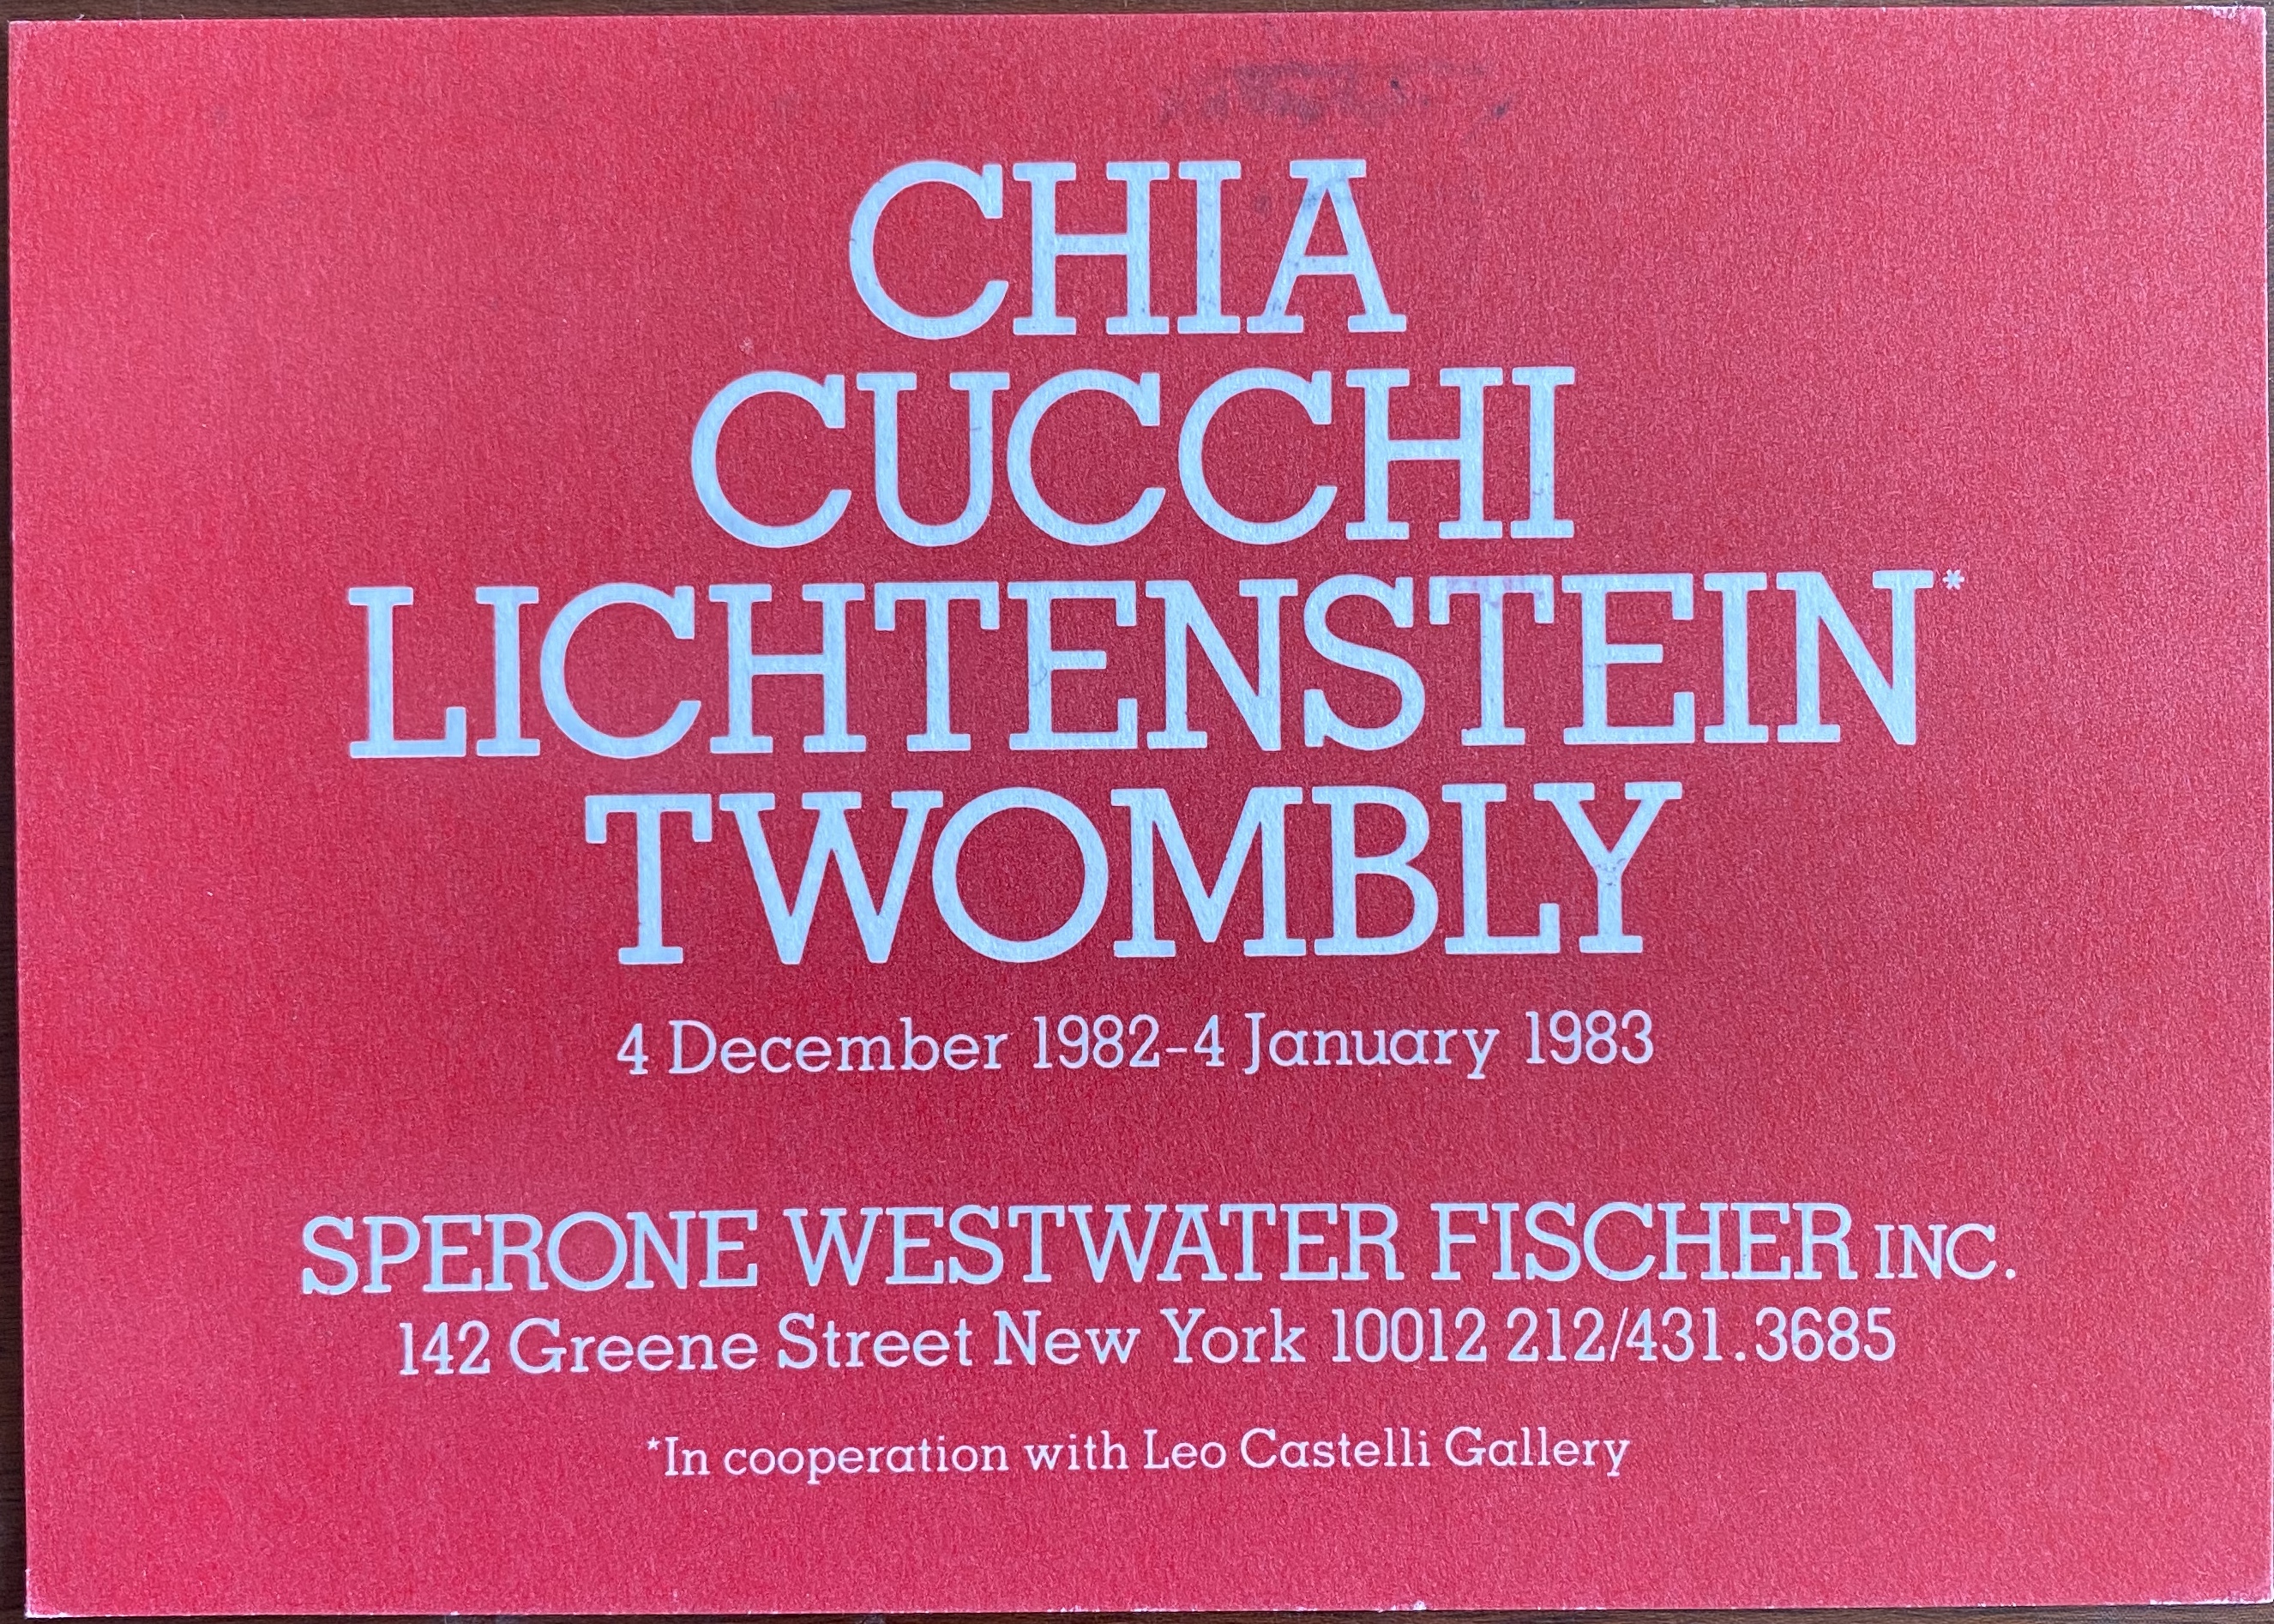 CHIA
CUCCHI
LICHTENSTEIN*
TWOMBLY
4 December 1982-4 January 1983
SPERONE WESTWATER FISCHER INC.
142 Greene Street New York 10012 212/431.3685
*In cooperation with Leo Castelli Gallery